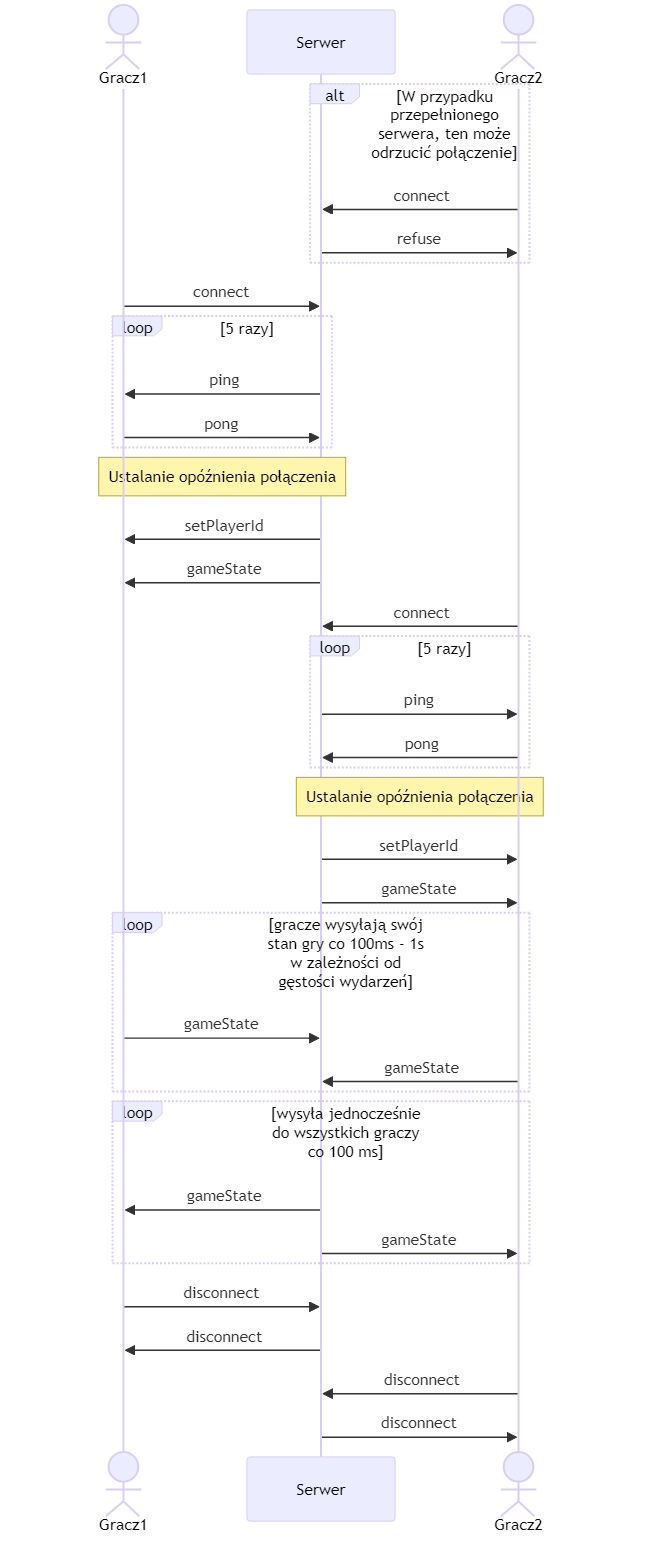 Serwer
Gracz1
Gracz2
alt
[W przypadku
przepełnionego
serwera, ten może
odrzucić połączenie]
connect
refuse
connect
loop
[5 razy]
ping
pong
Ustalanie opóźnienia połączenia
setPlayerId
gameState
connect
loop
[5 razy]
ping
pong
Ustalanie opóźnienia połączenia
setPlayerId
gameState
loop
[gracze wysyłają swój
stan gry co 100ms - 1s
w zależności od
gęstości wydarzeń]
gameState
gameState
loop
[wysyła jednocześnie
do wszystkich graczy
co 100 ms]
gameState
gameState
disconnect
disconnect
disconnect
disconnect
Serwer
Gracz1
Gracz2